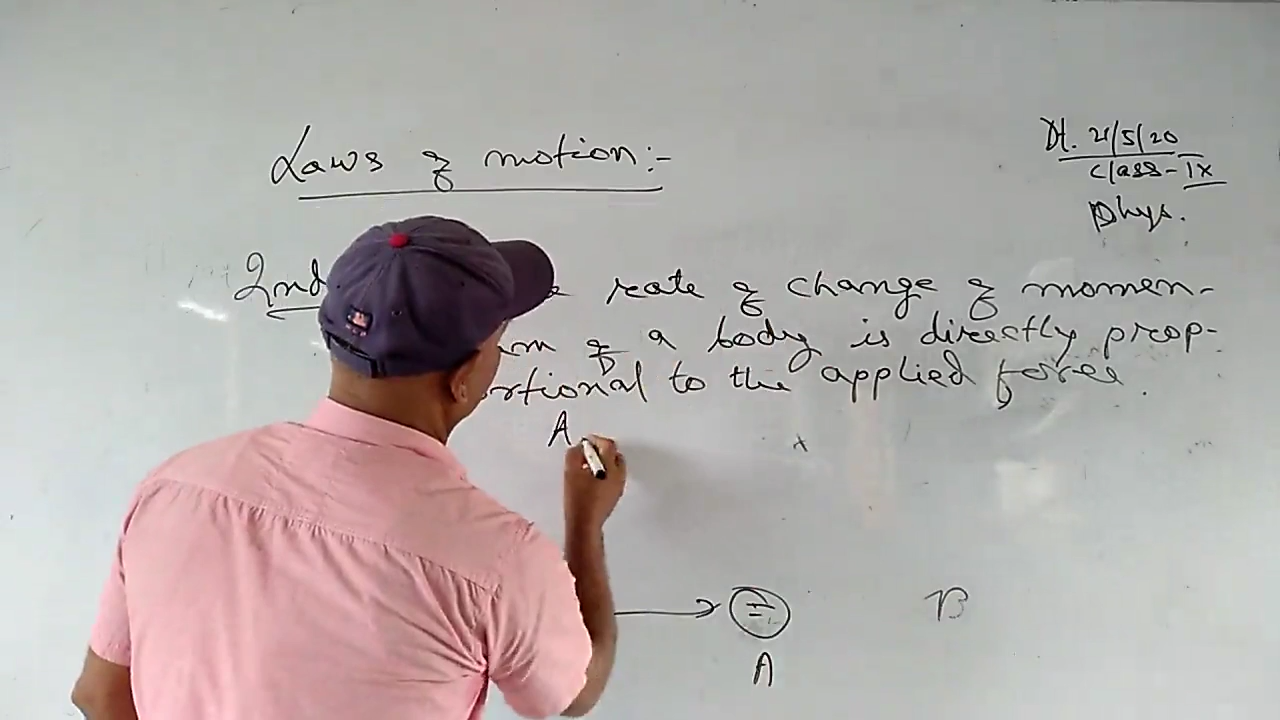 Laws of motion:-
Dt. 21/5/20
Class-IX
Phys.
2nd rate of change of momen-
of a body is directly prop-
ortional to the applied force.
A
B
A